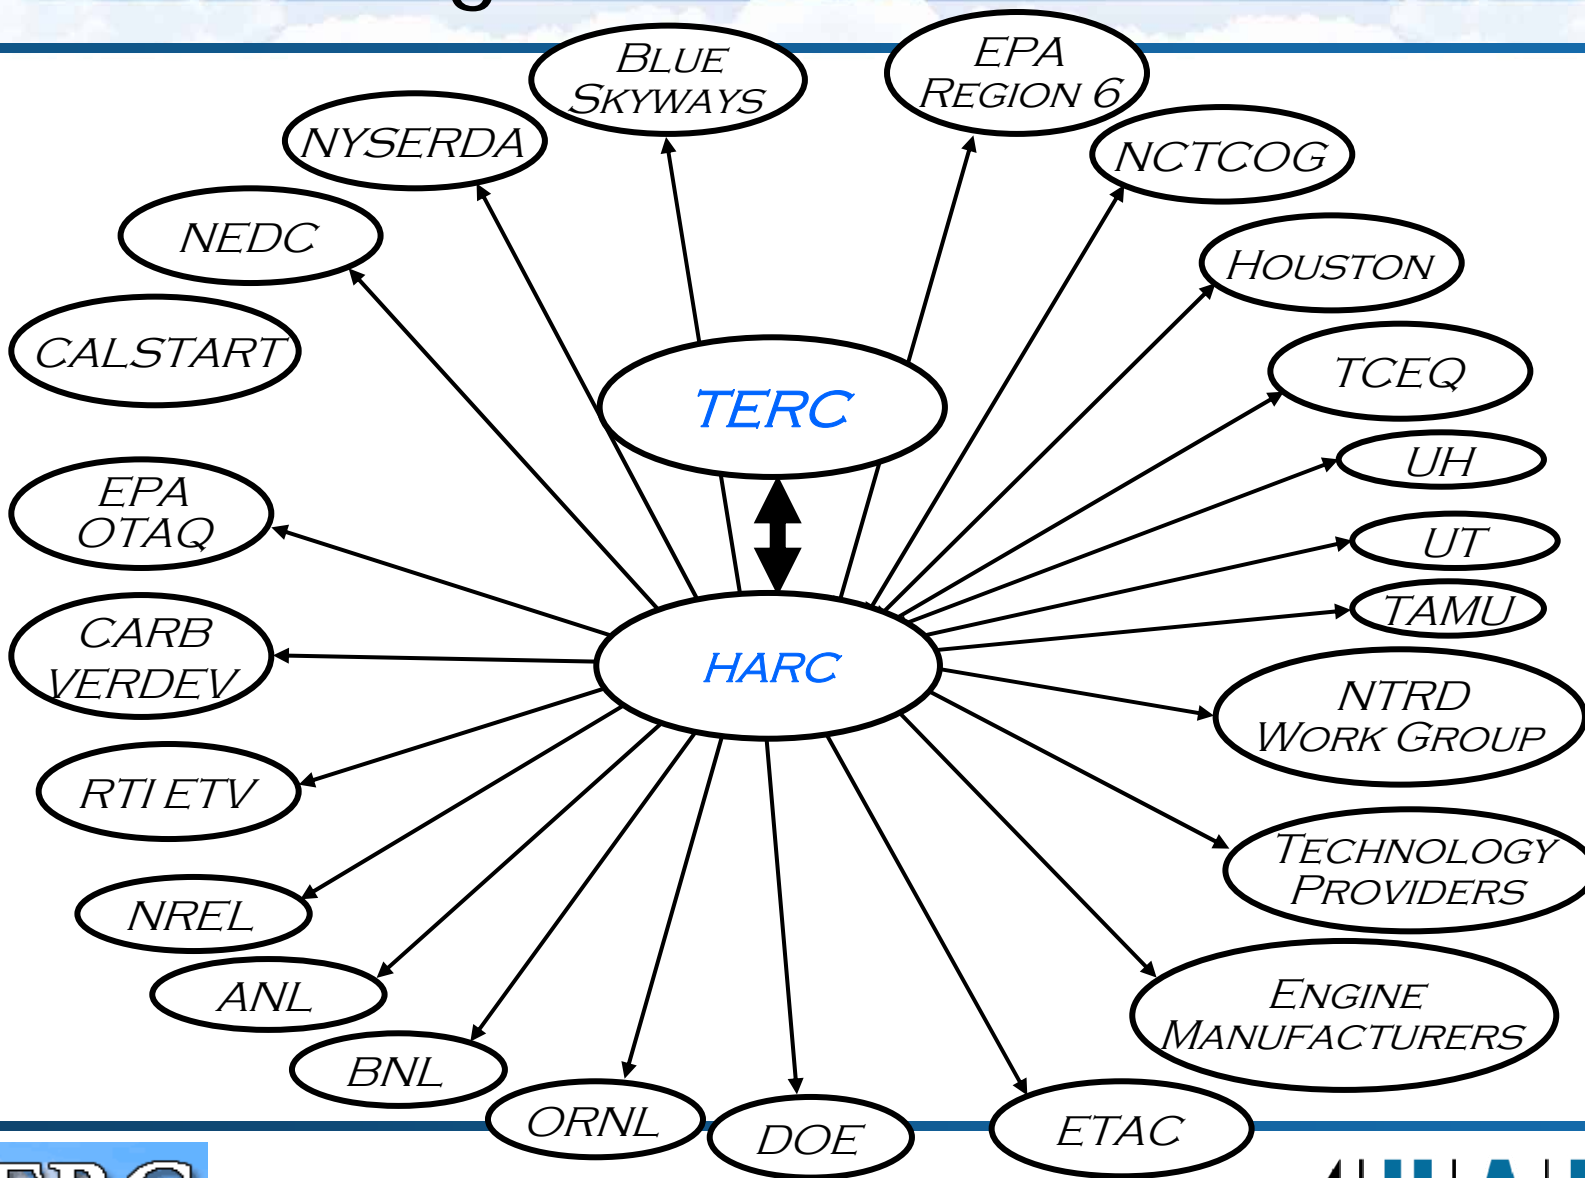 BLUE
SKYWAYS
EPA
REGION 6
NYSERDA
NCTCOG
NEDC
HOUSTON
CALSTART
TCEQ
TERC
UH
EPA
OTAQ
UT
TAMU
CARB
VERDEV
HARC
NTRD
WORK GROUP
RTI ETV
TECHNOLOGY
PROVIDERS
NREL
ANL
ENGINE
MANUFACTURERS
BNL
ORNL
DOE
ETAC